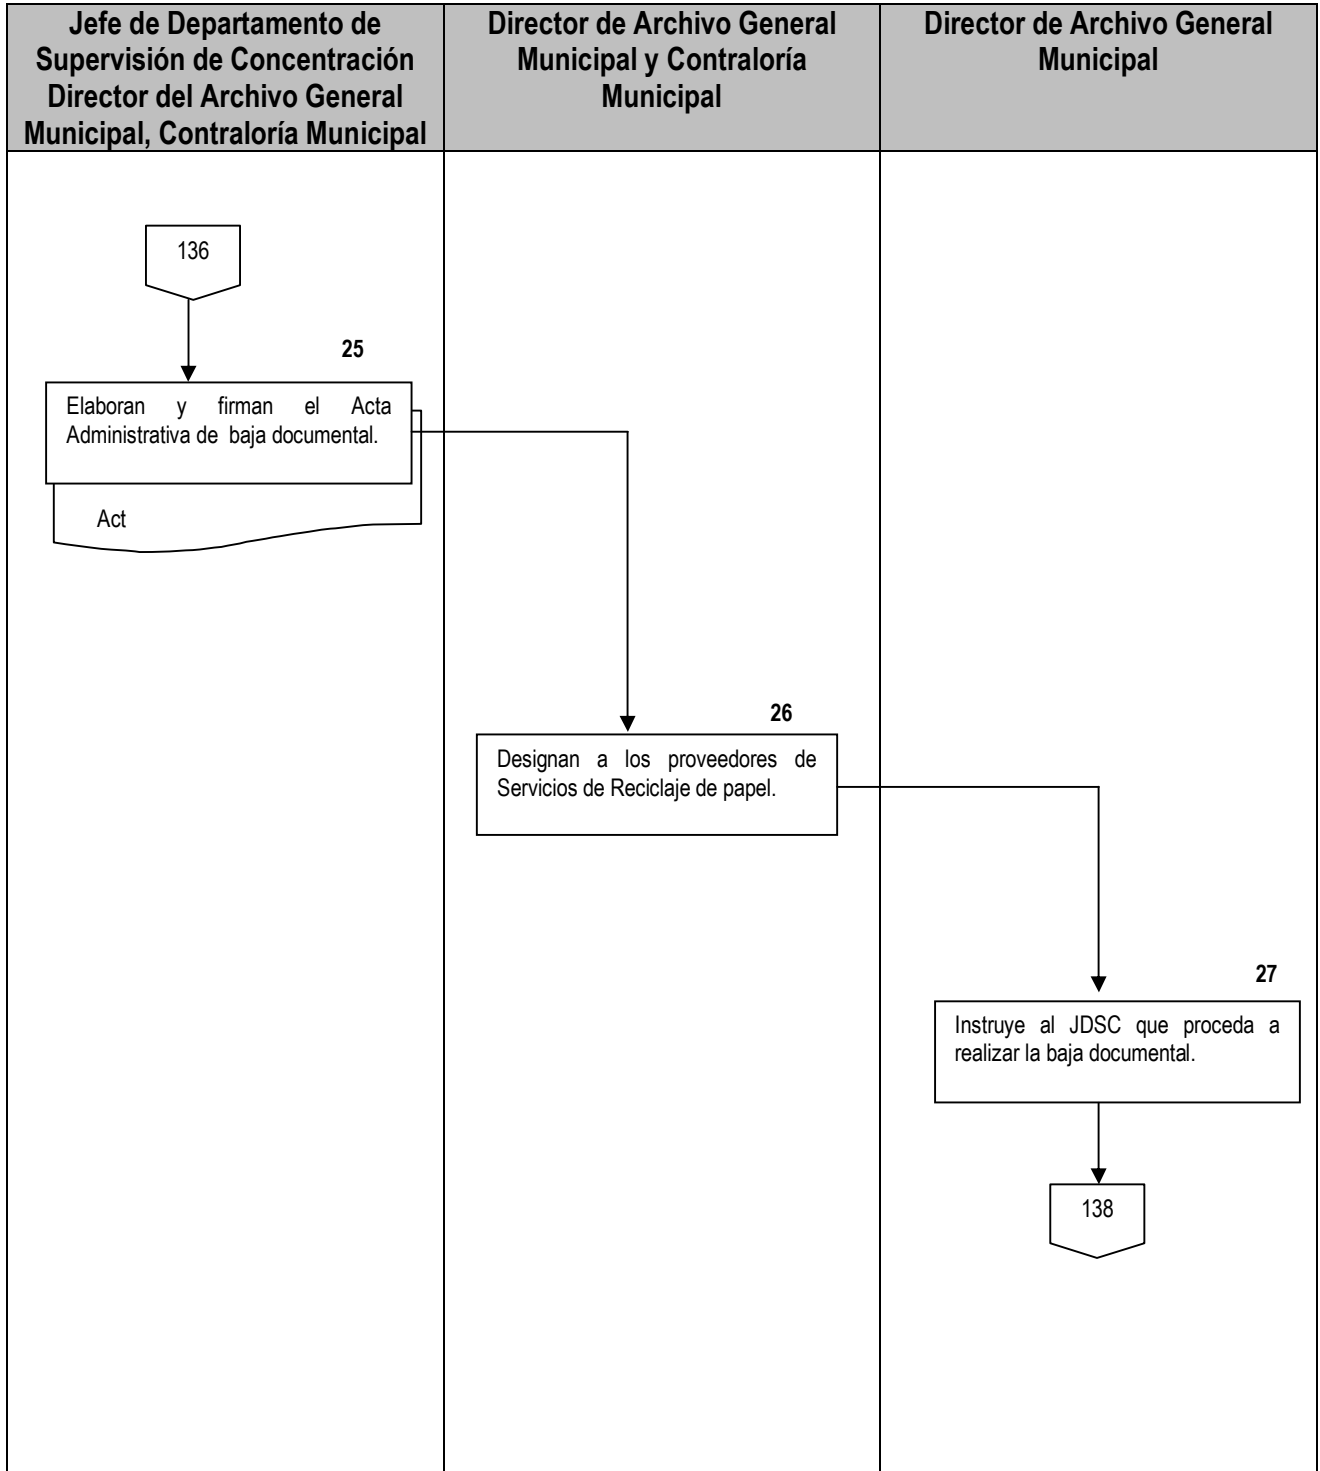 Jefe de Departamento de
Supervisión de Concentración
Director del Archivo General
Municipal, Contraloría Municipal
Director de Archivo General
Municipal y Contraloría
Municipal
Director de Archivo General
Municipal
136
25
Elaboran y firman el Acta
Administrativa de baja documental.
Act
26
Designan a los proveedores de
Servicios de Reciclaje de papel.
27
Instruye al JDSC que proceda a
realizar la baja documental.
138